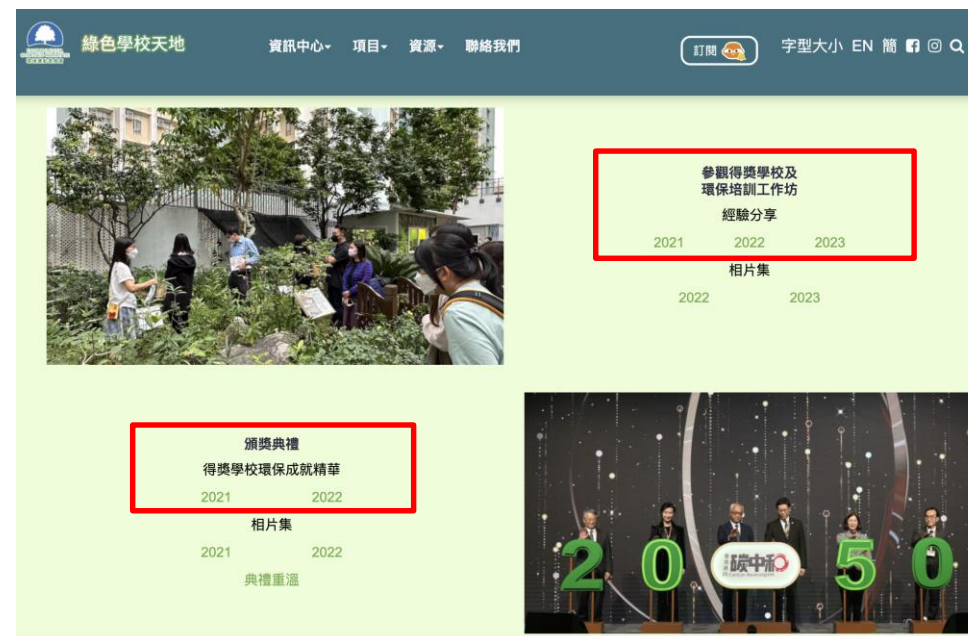 綠色學校天地
資訊中心 項目 資源 聯絡我們
訂閱
字型大小 EN 簡
參觀得獎學校及
環保培訓工作坊
經驗分享
2021 2022 2023
相片集
2022 2023
頒獎典禮
得獎學校環保成就精華
2021 2022
相片集
2021 2022
典禮重溫
20 碳中和 50